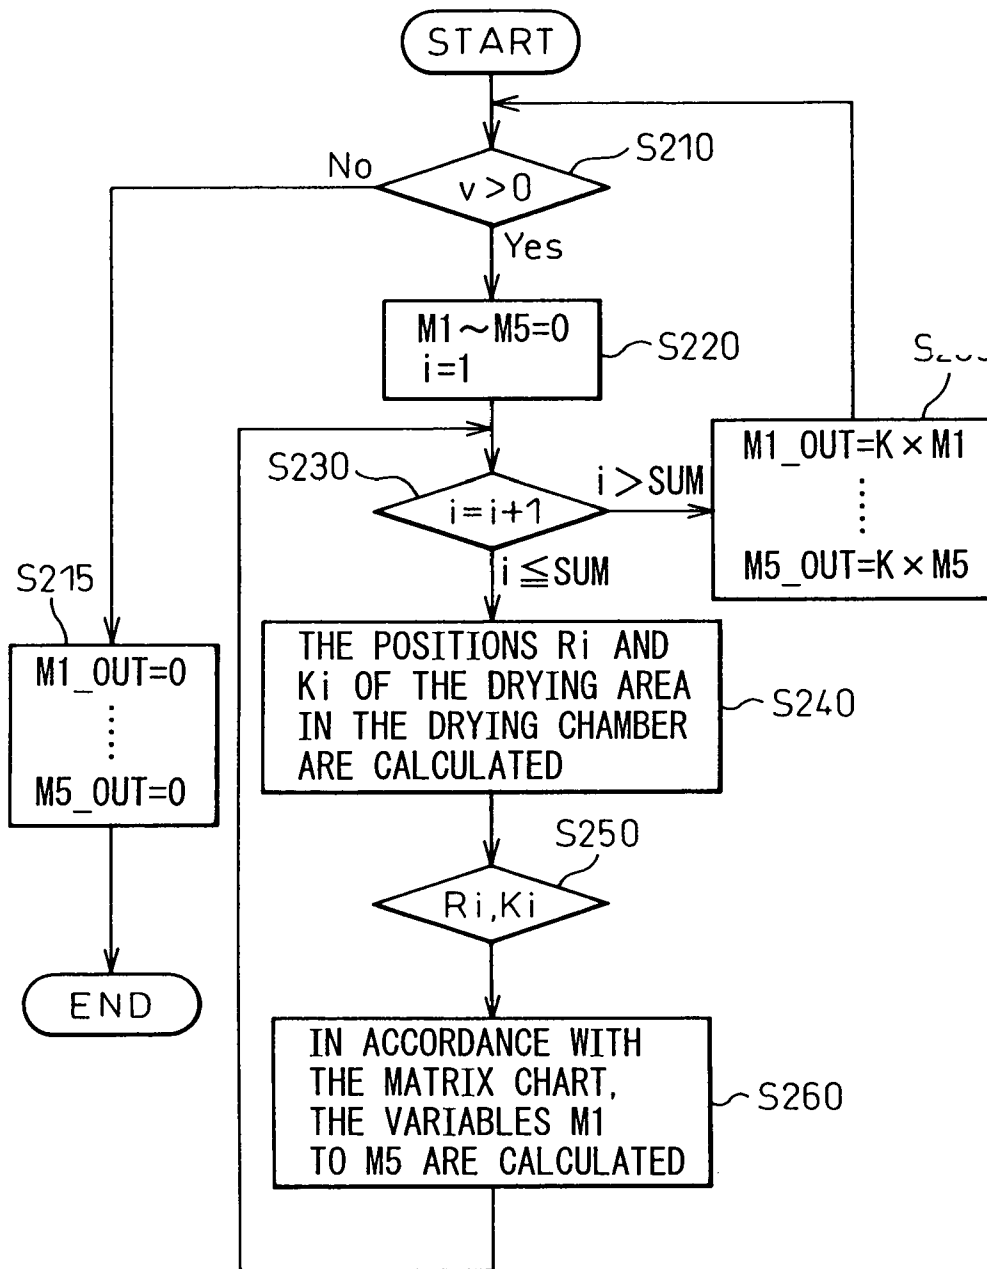 START
S210
No
v>0
Yes
M1～M5=0
i=1
S220
S230
i=i+1
i>SUM
M1_OUT=K×M1
⋮
M5_OUT=K×M5
i≦SUM
S215
M1_OUT=0
⋮
M5_OUT=0
THE POSITIONS Ri AND
Ki OF THE DRYING AREA
IN THE DRYING CHAMBER
ARE CALCULATED
S240
S250
Ri,Ki
END
IN ACCORDANCE WITH
THE MATRIX CHART,
THE VARIABLES M1
TO M5 ARE CALCULATED
S260